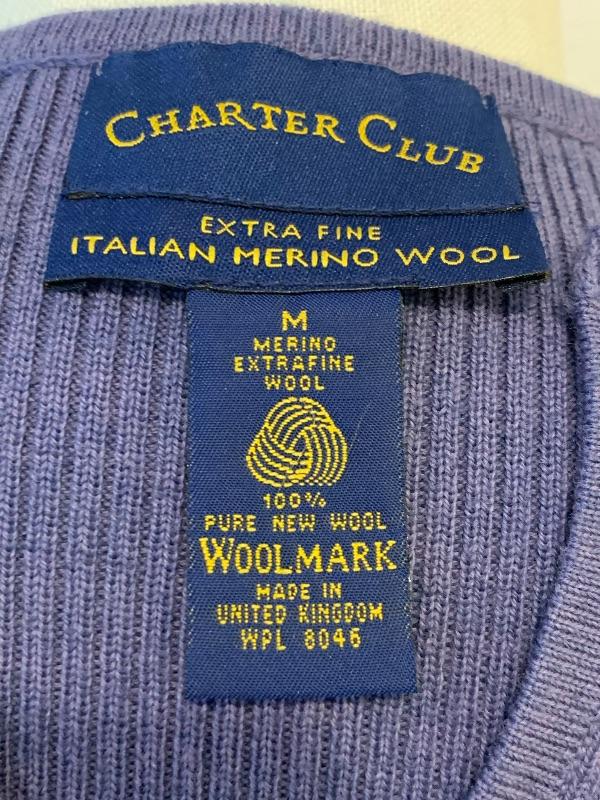 CHARTER CLUB
EXTRA FINE
ITALIAN MERINO WOOL
M
MERINO
EXTRAFINE
WOOL
100%
PURE NEW WOOL
WOOLMARK
MADE IN
UNITED KINGDOM
WPL 8046